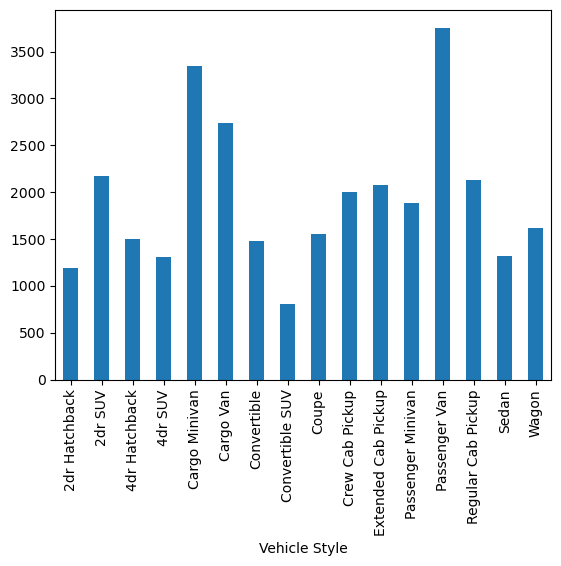 3500
3000
2500
2000
1500
1000
500
0
2dr Hatchback
2dr SUV
4dr Hatchback
4dr SUV
Cargo Minivan
Cargo Van
Convertible
Convertible SUV
Coupe
Crew Cab Pickup
Extended Cab Pickup
Passenger Minivan
Passenger Van
Regular Cab Pickup
Sedan
Wagon
Vehicle Style